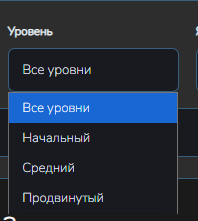 Уровень
Все уровни
Все уровни
Начальный
Средний
Продвинутый